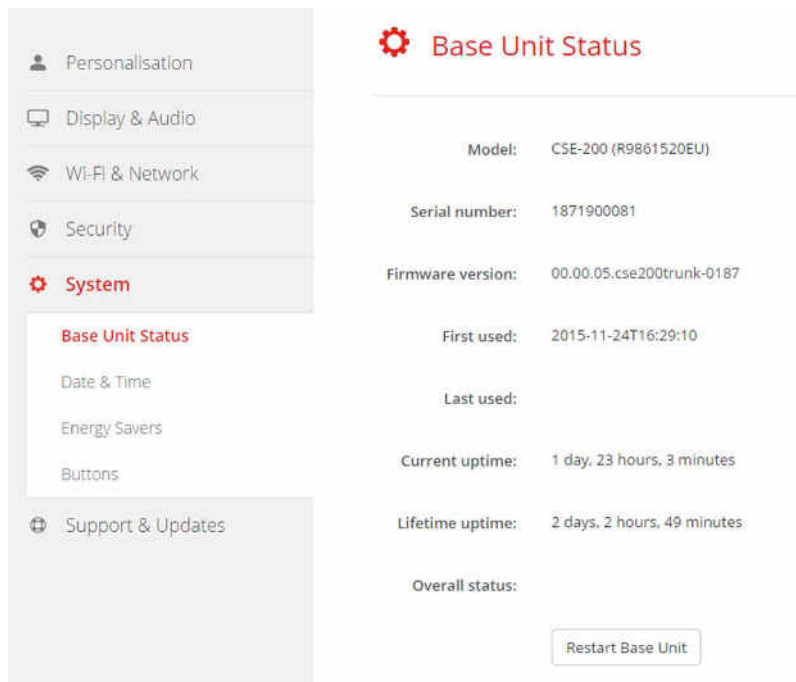 Personalisation
Display & Audio
Wi-Fi & Network
Security
System
Base Unit Status
Date & Time
Energy Savers
Buttons
Support & Updates
Base Unit Status
Model: CSE-200 (R9861520EU)
Serial number: 1871900081
Firmware version: 00.00.05.cse200trunk-0187
First used: 2015-11-24T16:29:10
Last used:
Current uptime: 1 day, 23 hours, 3 minutes
Lifetime uptime: 2 days, 2 hours, 49 minutes
Overall status:
Restart Base Unit